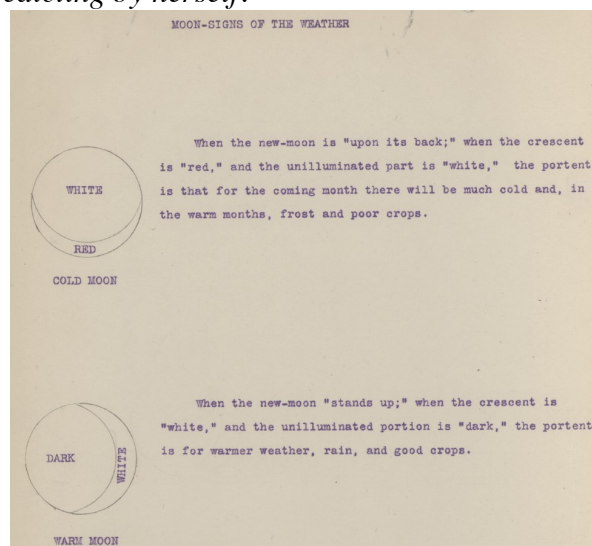 by herself.
MOON-SIGNS OF THE WEATHER
When the new-moon is "upon its back;" when the crescent
is "red," and the unilluminated part is "white," the portent
is that for the coming month there will be much cold and, in
the warm months, frost and poor crops.
WHITE
RED
COLD MOON
When the new-moon "stands up;" when the crescent is
"white," and the unilluminated portion is "dark," the portent
is for warmer weather, rain, and good crops.
DARK
WHITE
WARM MOON